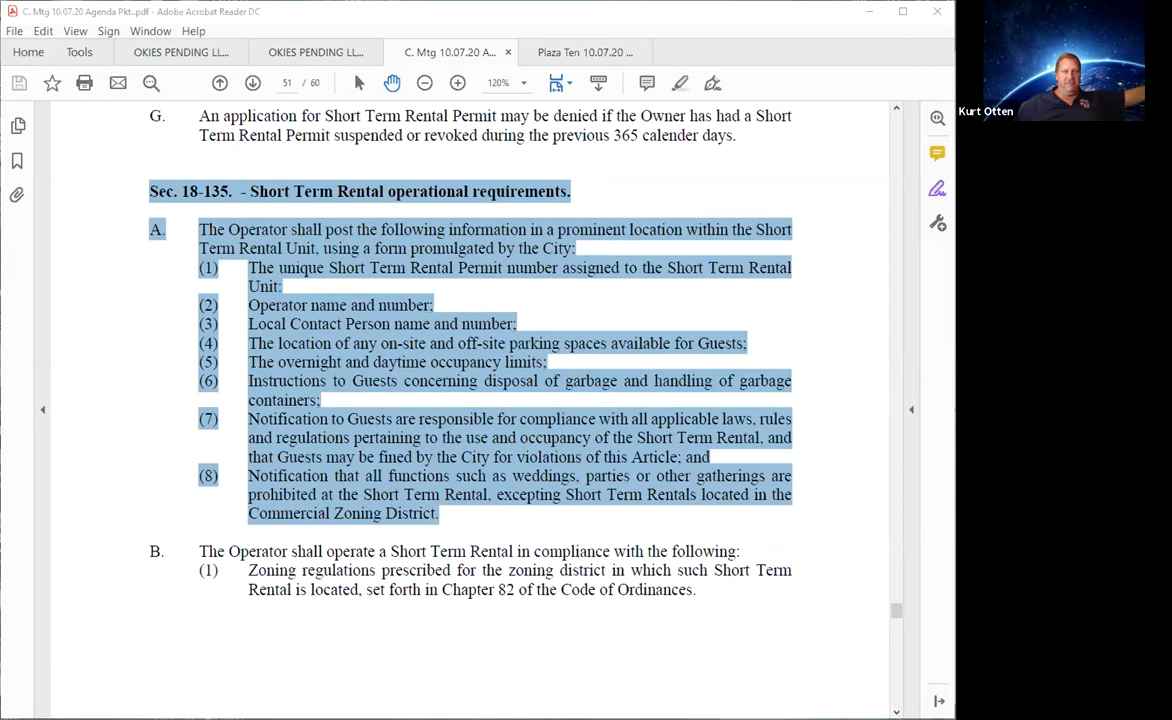 C. Mtg 10.07.20 Agenda Pkt...pdf - Adobe Acrobat Reader DC
File Edit View Sign Window Help
Home Tools OKIES PENDING LL... OKIES PENDING LL... C. Mtg 10.07.20 A... × Plaza Ten 10.07.20 ...
51 / 60 120%
Kurt Otten
G. An application for Short Term Rental Permit may be denied if the Owner has had a Short
Term Rental Permit suspended or revoked during the previous 365 calender days.
Sec. 18-135. - Short Term Rental operational requirements.
A. The Operator shall post the following information in a prominent location within the Short
Term Rental Unit, using a form promulgated by the City:
(1) The unique Short Term Rental Permit number assigned to the Short Term Rental
Unit:
(2) Operator name and number;
(3) Local Contact Person name and number;
(4) The location of any on-site and off-site parking spaces available for Guests;
(5) The overnight and daytime occupancy limits;
(6) Instructions to Guests concerning disposal of garbage and handling of garbage
containers;
(7) Notification to Guests are responsible for compliance with all applicable laws, rules
and regulations pertaining to the use and occupancy of the Short Term Rental, and
that Guests may be fined by the City for violations of this Article; and
(8) Notification that all functions such as weddings, parties or other gatherings are
prohibited at the Short Term Rental, excepting Short Term Rentals located in the
Commercial Zoning District.
B. The Operator shall operate a Short Term Rental in compliance with the following:
(1) Zoning regulations prescribed for the zoning district in which such Short Term
Rental is located, set forth in Chapter 82 of the Code of Ordinances.